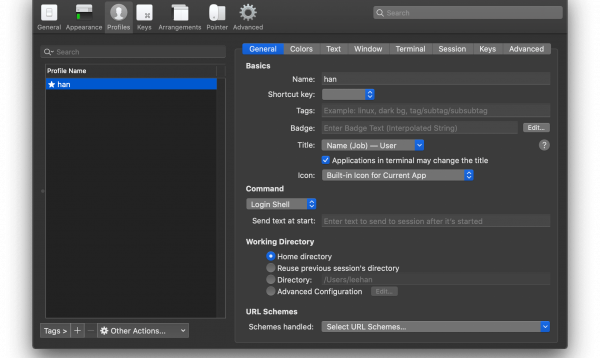 General Appearance Profiles Keys Arrangements Pointer Advanced
Search
Search
Profile Name
★ han
Tags >
+
−
Other Actions...
General Colors Text Window Terminal Session Keys Advanced
Basics
Name: han
Shortcut key:
Tags: Example: linux, dark bg, tag/subtag/subsubtag
Badge: Enter Badge Text (Interpolated String) Edit...
Title: Name (Job) — User ?
Applications in terminal may change the title
Icon: Built-in Icon for Current App
Command
Login Shell
Send text at start: Enter text to send to session after it's started
Working Directory
Home directory
Reuse previous session's directory
Directory: /Users/leehan
Advanced Configuration Edit...
URL Schemes
Schemes handled: Select URL Schemes...